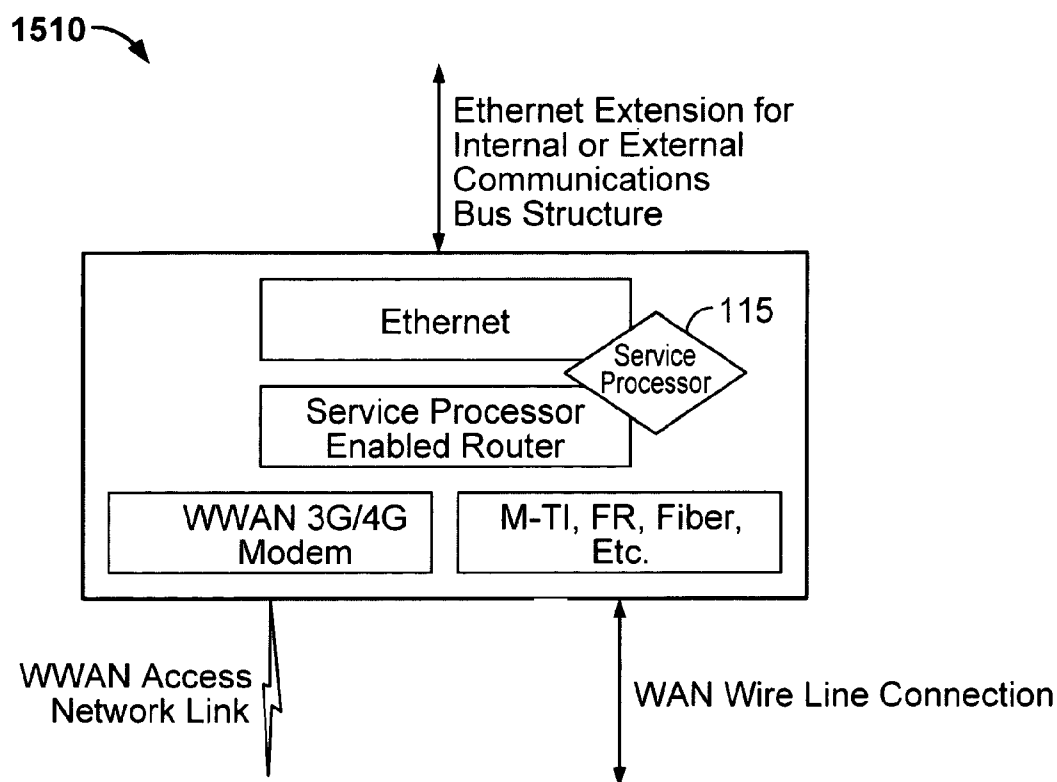 1510
Ethernet Extension for
Internal or External
Communications
Bus Structure
Ethernet
115
Service
Processor
Service Processor
Enabled Router
WWAN 3G/4G
Modem
M-TI, FR, Fiber,
Etc.
WWAN Access
Network Link
WAN Wire Line Connection